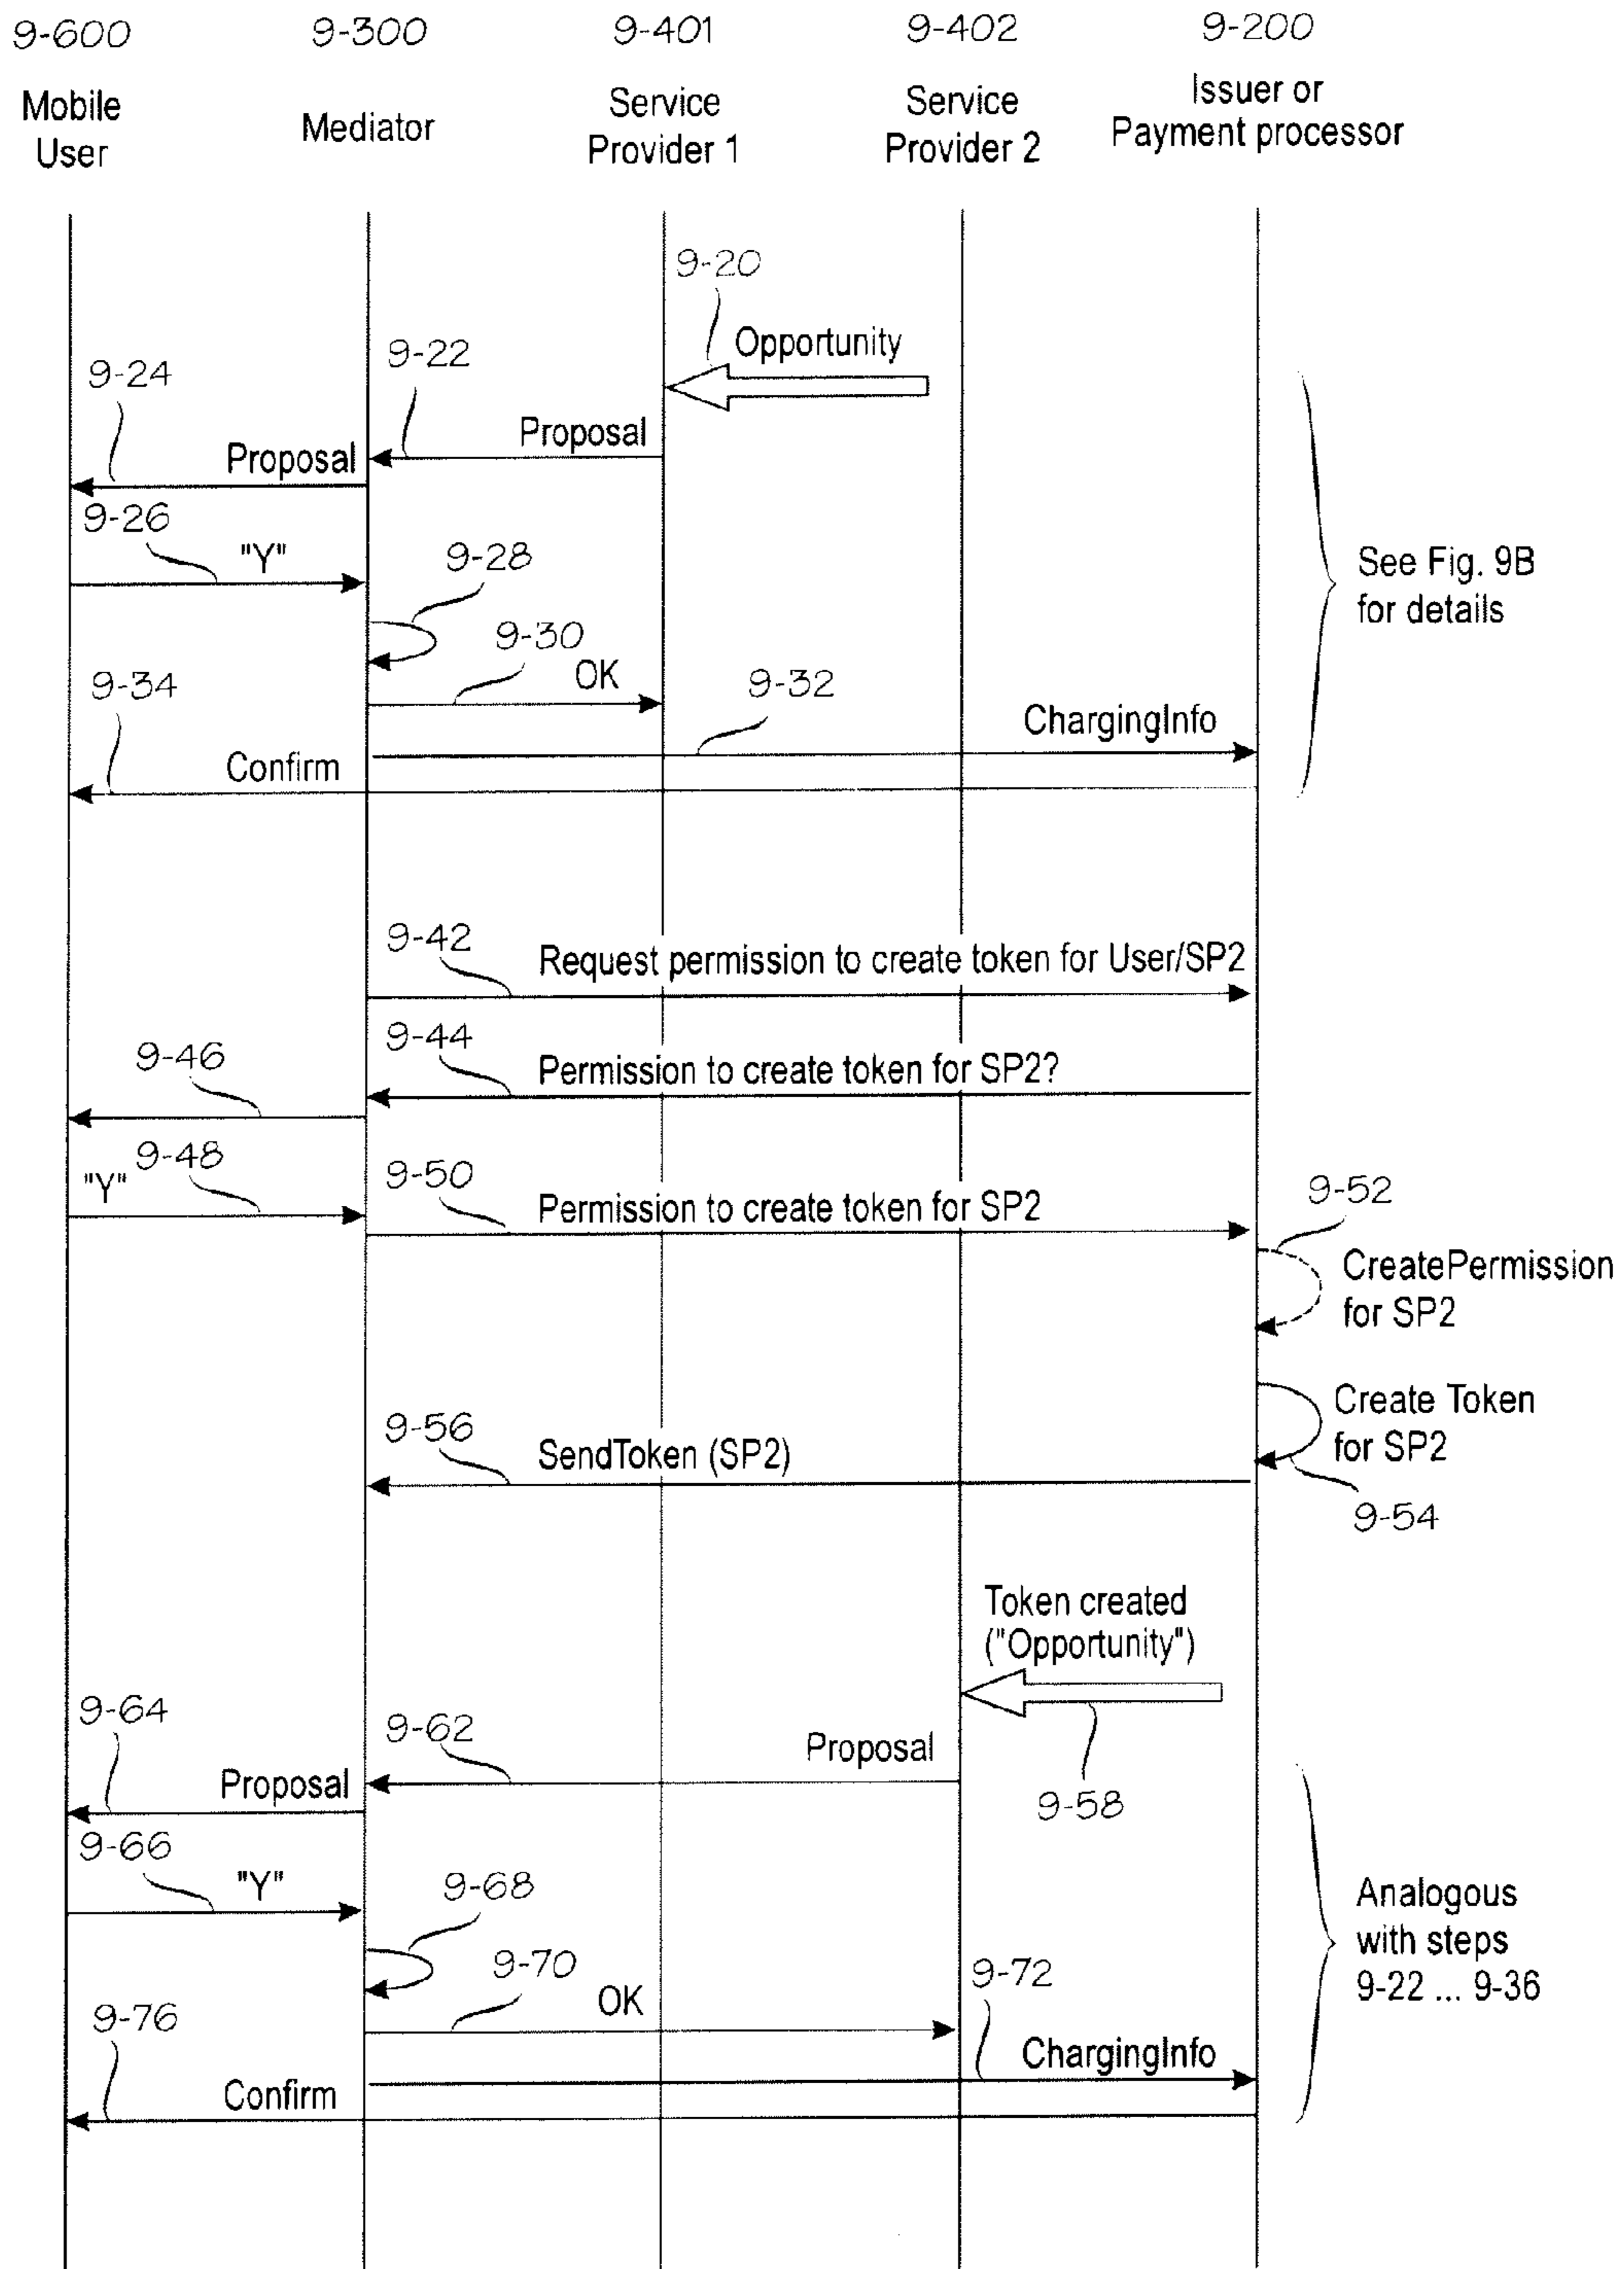 9-600
9-300
9-401
9-402
9-200
Mobile
User
Mediator
Service
Provider 1
Service
Provider 2
Issuer or
Payment processor
9-20
Opportunity
9-22
9-24
Proposal
Proposal
9-26
"Y"
9-28
See Fig. 9B
for details
9-30
OK
9-32
9-34
ChargingInfo
Confirm
9-42
Request permission to create token for User/SP2
9-44
Permission to create token for SP2?
9-46
9-48
"Y"
9-50
Permission to create token for SP2
9-52
CreatePermission
for SP2
Create Token
for SP2
9-54
9-56
SendToken (SP2)
Token created
("Opportunity")
9-58
9-62
Proposal
9-64
Proposal
9-66
"Y"
9-68
Analogous
with steps
9-22 ... 9-36
9-70
OK
9-72
ChargingInfo
9-76
Confirm